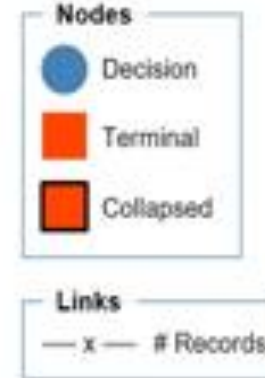 Nodes
Decision
Terminal
Collapsed
Links
— x — # Records